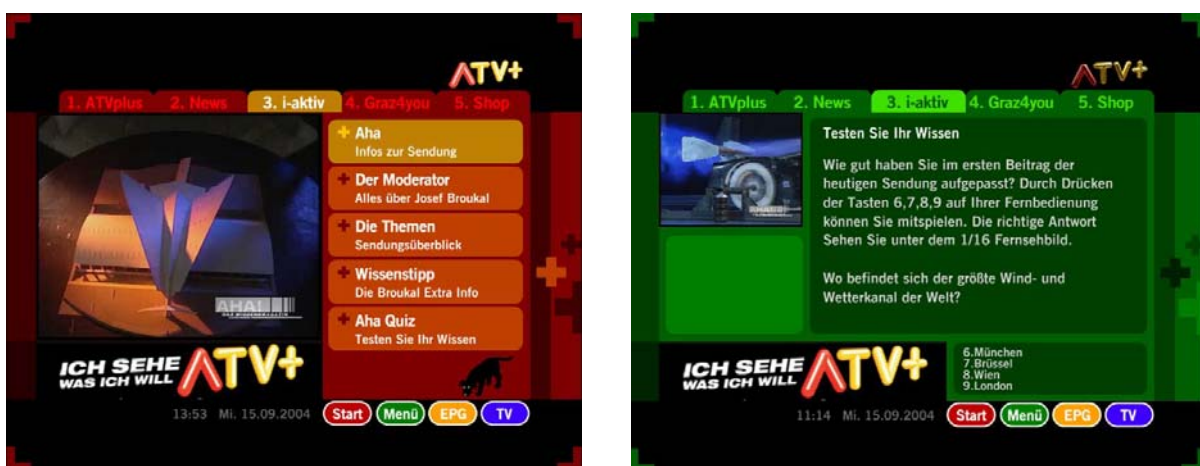 ATV+
1. ATVplus 2. News 3. i-aktiv 4. Graz4you 5. Shop
Aha
Infos zur Sendung
Der Moderator
Alles über Josef Broukal
Die Themen
Sendungsüberblick
Wissenstipp
Die Broukal Extra Info
Aha Quiz
Testen Sie Ihr Wissen
AHA!
DAS WISSENSMAGAZIN
ICH SEHE
WAS ICH WILL
ATV+
13:53 Mi. 15.09.2004 Start Menü EPG TV
ATV+
1. ATVplus 2. News 3. i-aktiv 4. Graz4you 5. Shop
Testen Sie Ihr Wissen
Wie gut haben Sie im ersten Beitrag der
heutigen Sendung aufgepasst? Durch Drücken
der Tasten 6,7,8,9 auf Ihrer Fernbedienung
können Sie mitspielen. Die richtige Antwort
Sehen Sie unter dem 1/16 Fernsehbild.
Wo befindet sich der größte Wind- und
Wetterkanal der Welt?
ICH SEHE
WAS ICH WILL
ATV+
6.München
7.Brüssel
8.Wien
9.London
11:14 Mi. 15.09.2004 Start Menü EPG TV